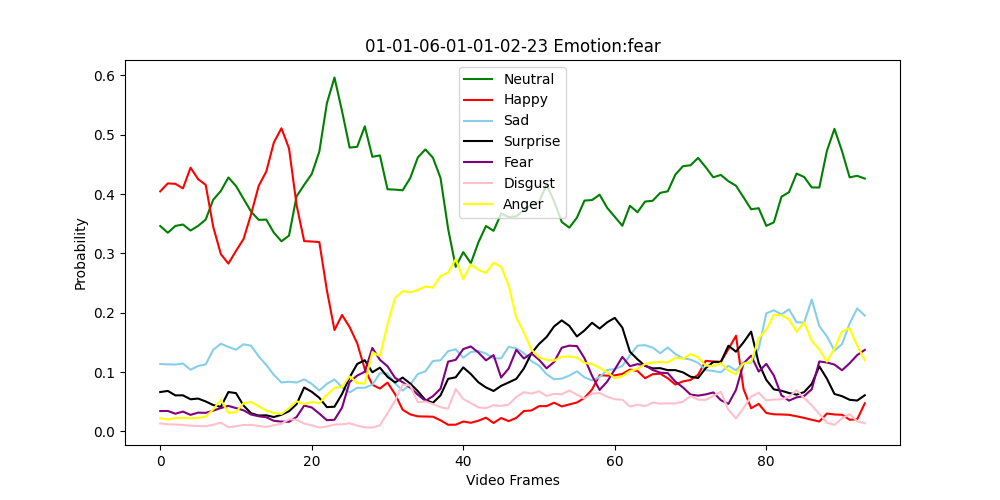 01-01-06-01-01-02-23 Emotion:fear
Probability
0.6
0.5
0.4
0.3
0.2
0.1
0.0
Neutral
Happy
Sad
Surprise
Fear
Disgust
Anger
0 20 40 60 80
Video Frames